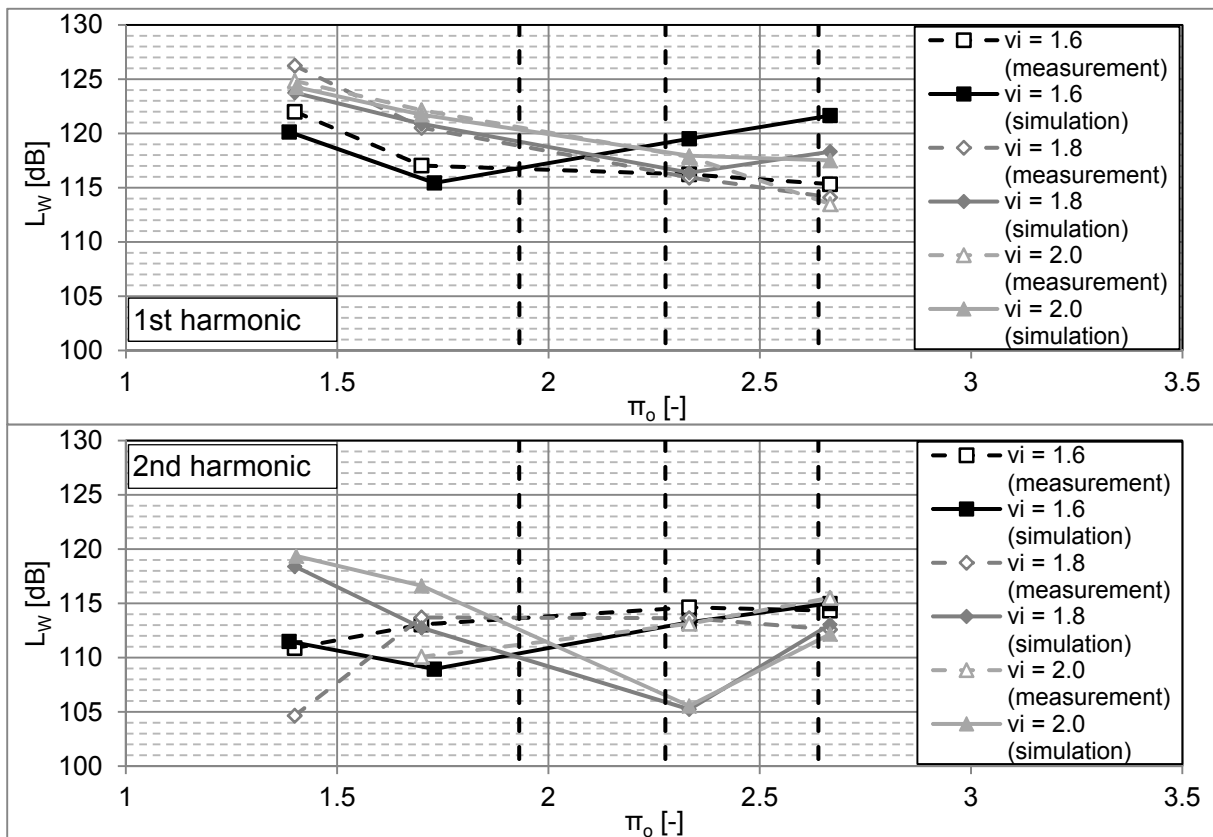 130
125
120
115
110
105
100
L_W [dB]
1st harmonic
1 1.5 2 2.5 3 3.5
π_o [-]
vi = 1.6
(measurement)
vi = 1.6
(simulation)
vi = 1.8
(measurement)
vi = 1.8
(simulation)
vi = 2.0
(measurement)
vi = 2.0
(simulation)
130
125
120
115
110
105
100
L_W [dB]
2nd harmonic
1 1.5 2 2.5 3 3.5
π_o [-]
vi = 1.6
(measurement)
vi = 1.6
(simulation)
vi = 1.8
(measurement)
vi = 1.8
(simulation)
vi = 2.0
(measurement)
vi = 2.0
(simulation)